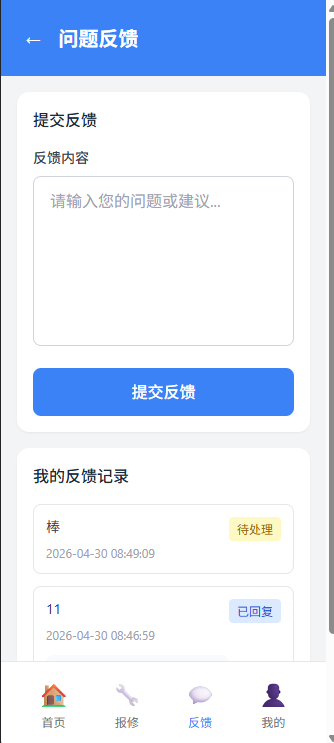 ← 问题反馈
提交反馈
反馈内容
请输入您的问题或建议...
提交反馈
我的反馈记录
棒 待处理
2026-04-30 08:49:09
11 已回复
2026-04-30 08:46:59
首页 报修 反馈 我的